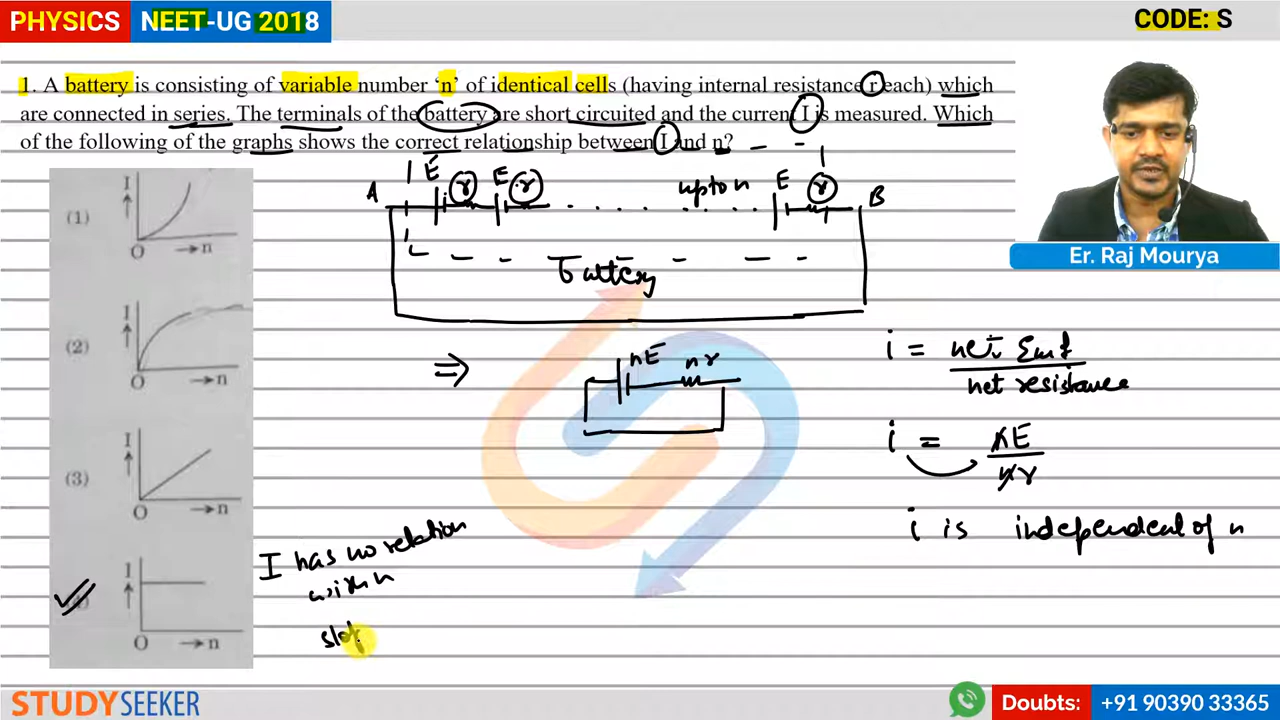 PHYSICS NEET-UG 2018
CODE: S
1. A battery is consisting of variable number ‘n’ of identical cells (having internal resistance r each) which
are connected in series. The terminals of the battery are short circuited and the current I is measured. Which
of the following of the graphs shows the correct relationship between I and n?
A E r E r upto n E r B
battery
(1) I O → n
(2) I O → n
(3) I O → n
I O → n
⇒ nE nr
i = net Emf / net resistance
i = nE / nr
i is independent of n
I has no relation
with n
slop
Er. Raj Mourya
STUDY SEEKER
Doubts: +91 90390 33365